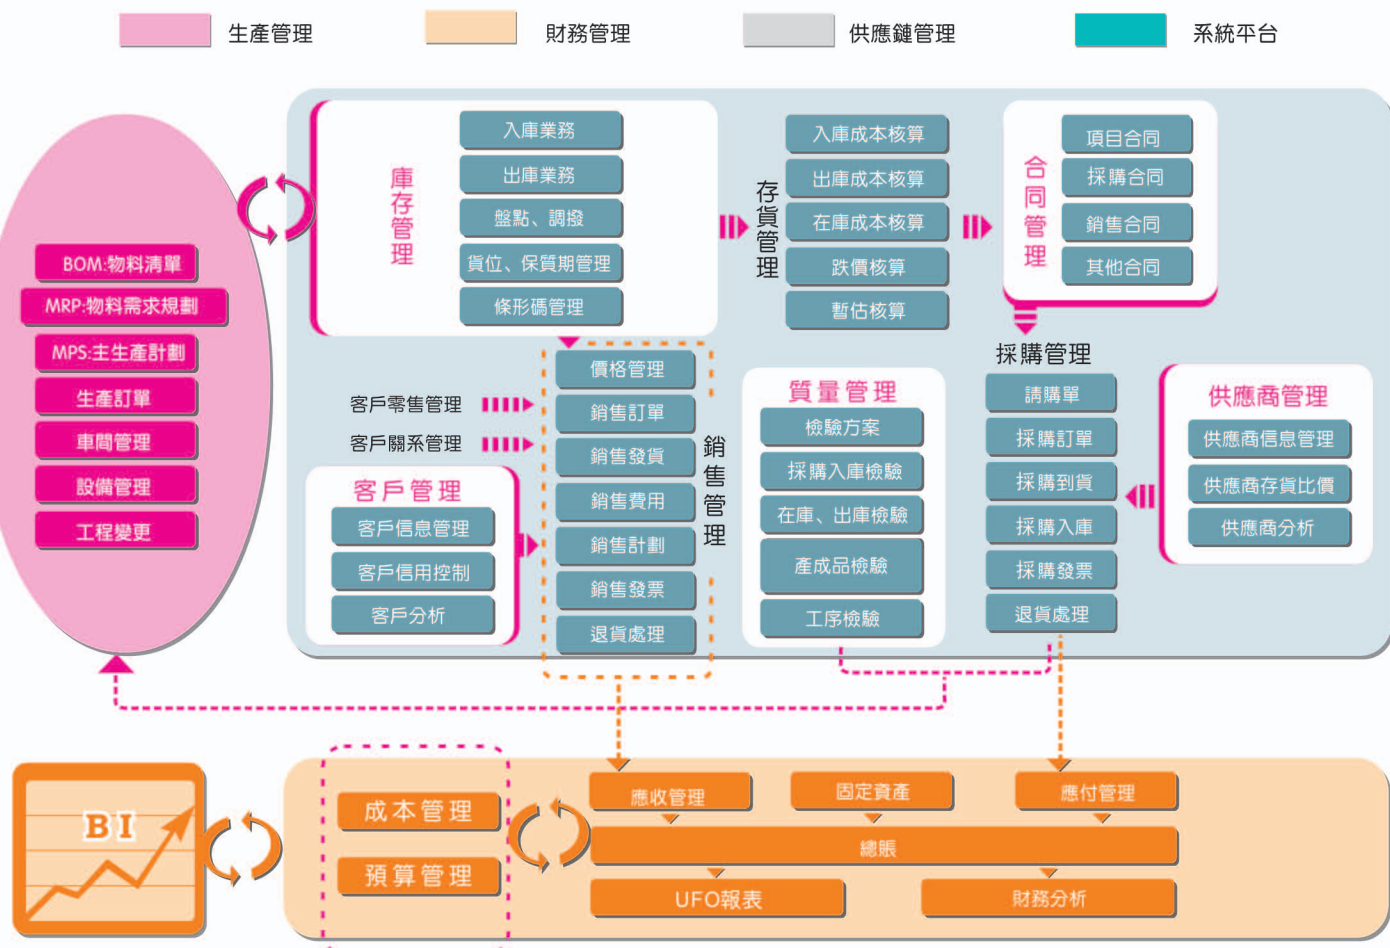 生產管理
財務管理
供應鏈管理
系統平台
BOM:物料清單
MRP:物料需求規劃
MPS:主生產計劃
生產訂單
車間管理
設備管理
工程變更
庫存管理
入庫業務
出庫業務
盤點、調撥
貨位、保質期管理
條形碼管理
存貨管理
入庫成本核算
出庫成本核算
在庫成本核算
跌價核算
暫估核算
合同管理
項目合同
採購合同
銷售合同
其他合同
客戶零售管理
客戶關系管理
客戶管理
客戶信息管理
客戶信用控制
客戶分析
價格管理
銷售訂單
銷售發貨
銷售費用
銷售計劃
銷售發票
退貨處理
銷售管理
質量管理
檢驗方案
採購入庫檢驗
在庫、出庫檢驗
產成品檢驗
工序檢驗
採購管理
請購單
採購訂單
採購到貨
採購入庫
採購發票
退貨處理
供應商管理
供應商信息管理
供應商存貨比價
供應商分析
BI
成本管理
預算管理
應收管理
固定資產
應付管理
總賬
UFO報表
財務分析